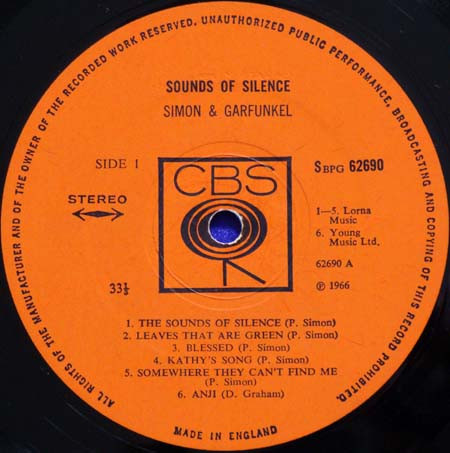 ALL RIGHTS OF THE MANUFACTURER AND OF THE OWNER OF THE RECORDED WORK RESERVED. UNAUTHORIZED PUBLIC PERFORMANCE, BROADCASTING AND COPYING OF THIS RECORD PROHIBITED.
SOUNDS OF SILENCE
SIMON & GARFUNKEL
SIDE 1
CBS
SBPG 62690
STEREO
1—5. Lorna
Music
6. Young
Music Ltd.
62690 A
33⅓
℗ 1966
1. THE SOUNDS OF SILENCE (P. Simon)
2. LEAVES THAT ARE GREEN (P. Simon)
3. BLESSED (P. Simon)
4. KATHY'S SONG (P. Simon)
5. SOMEWHERE THEY CAN'T FIND ME
(P. Simon)
6. ANJI (D. Graham)
MADE IN ENGLAND